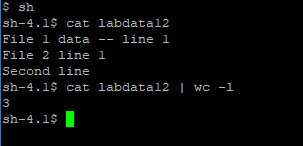 $ sh
sh-4.1$ cat labdata12
File 1 data -- line 1
File 2 line 1
Second line
sh-4.1$ cat labdata12 | wc -l
3
sh-4.1$